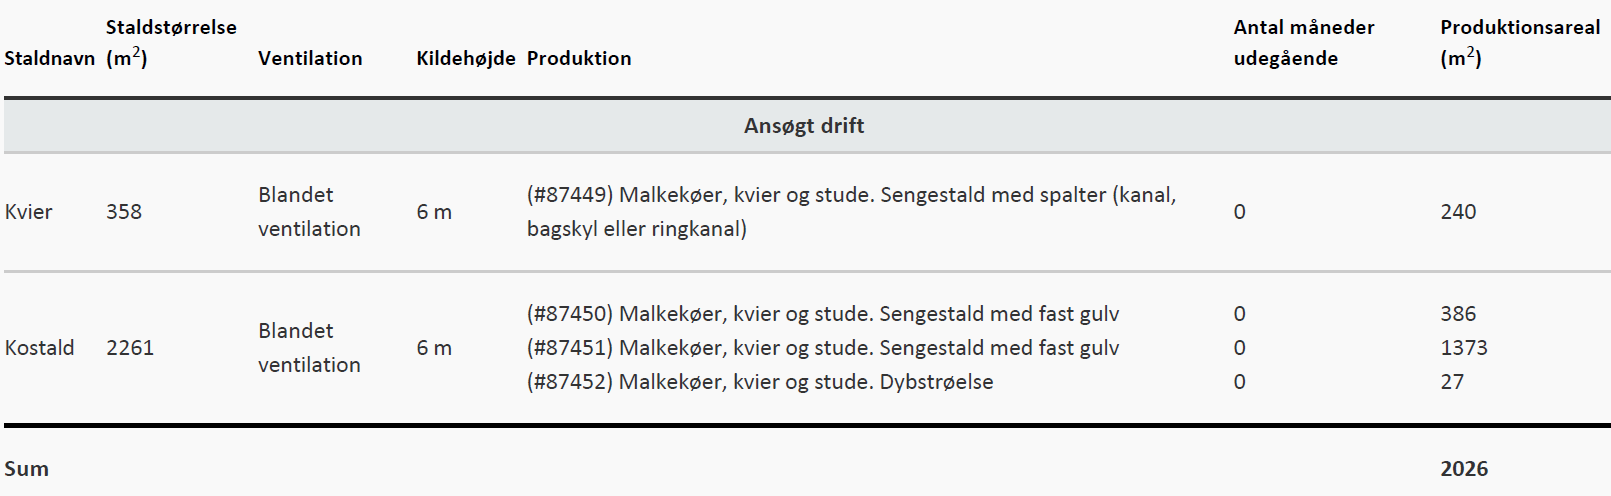 Staldnavn Staldstørrelse (m²) Ventilation Kildehøjde Produktion Antal måneder udegående Produktionsareal (m²)
Ansøgt drift
Kvier 358 Blandet ventilation 6 m (#87449) Malkekøer, kvier og stude. Sengestald med spalter (kanal, bagskyl eller ringkanal) 0 240
Kostald 2261 Blandet ventilation 6 m (#87450) Malkekøer, kvier og stude. Sengestald med fast gulv 0 386
(#87451) Malkekøer, kvier og stude. Sengestald med fast gulv 0 1373
(#87452) Malkekøer, kvier og stude. Dybstrøelse 0 27
Sum 2026